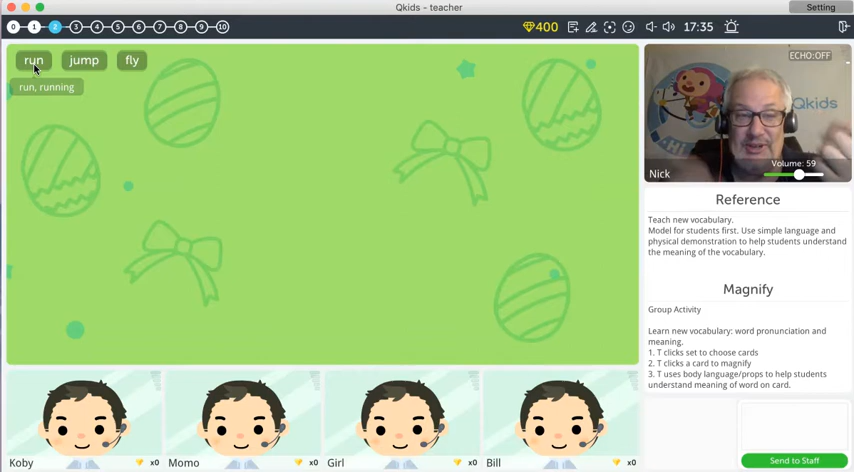 Qkids - teacher
Setting
0 1 2 3 4 5 6 7 8 9 10
400
17:35
run jump fly
run, running
ECHO:OFF
Qkids
Volume: 59
Nick
Reference
Teach new vocabulary.
Model for students first. Use simple language and
physical demonstration to help students understand
the meaning of the vocabulary.
Magnify
Group Activity
Learn new vocabulary: word pronunciation and
meaning.
1. T clicks set to choose cards
2. T clicks a card to magnify
3. T uses body language/props to help students
understand meaning of word on card.
Koby x0 Momo x0 Girl x0 Bill x0
Send to Staff